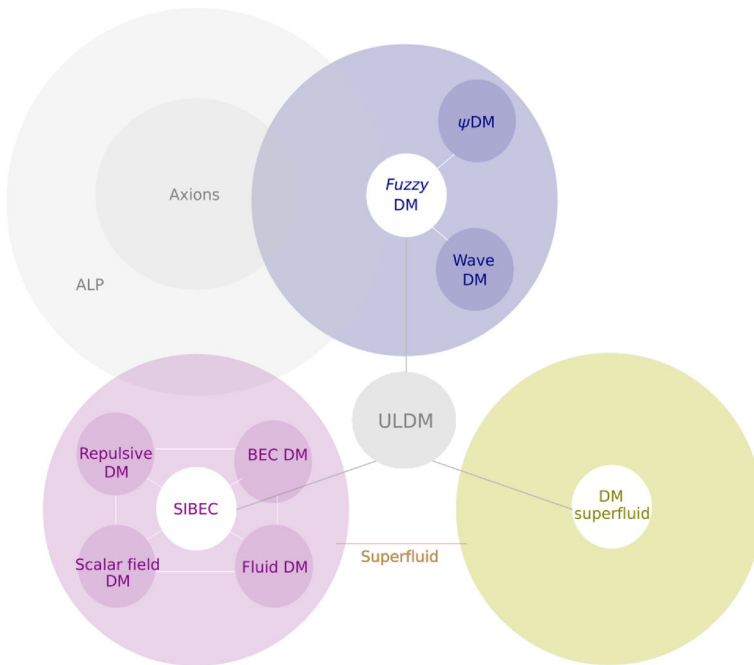 ψDM
Fuzzy
DM
Axions
Wave
DM
ALP
ULDM
Repulsive
DM
BEC DM
SIBEC
DM
superfluid
Scalar field
DM
Fluid DM
Superfluid